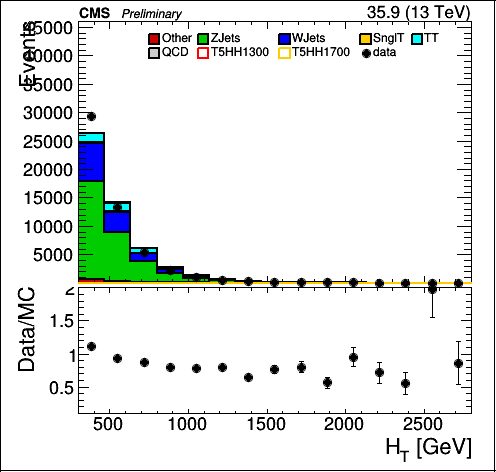 CMS Preliminary 35.9 (13 TeV)
Events
Other ZJets WJets SnglT TT
QCD T5HH1300 T5HH1700 data
35000
30000
25000
20000
15000
10000
5000
Data/MC
2
1.5
1
0.5
500 1000 1500 2000 2500
H_T [GeV]